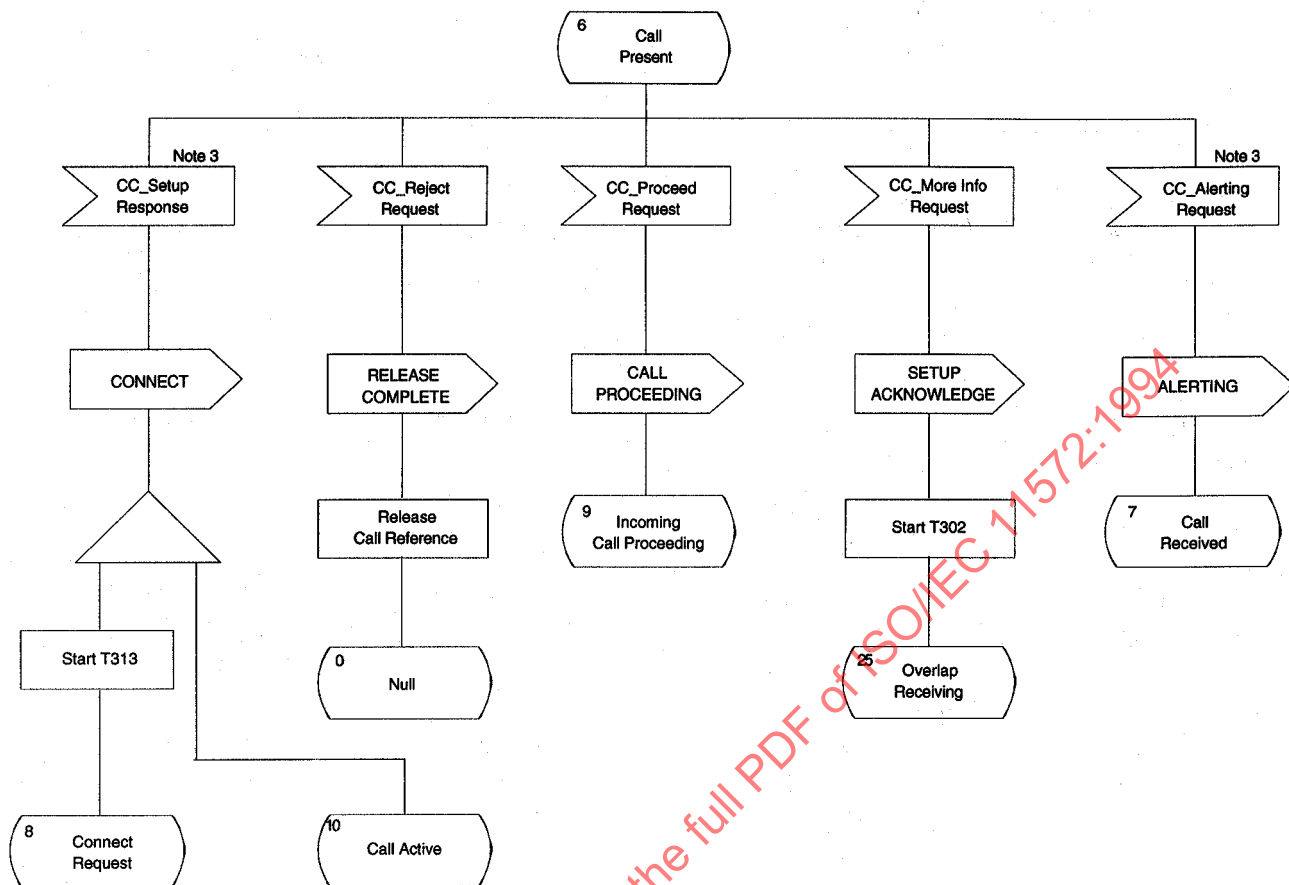 6
Call
Present
Note 3
CC_Setup
Response
CC_Reject
Request
CC_Proceed
Request
CC_More Info
Request
Note 3
CC_Alerting
Request
CONNECT
RELEASE
COMPLETE
CALL
PROCEEDING
SETUP
ACKNOWLEDGE
ALERTING
Release
Call Reference
9
Incoming
Call Proceeding
Start T302
7
Call
Received
Start T313
0
Null
25
Overlap
Receiving
8
Connect
Request
10
Call Active
the full PDF of ISO/IEC 11572:1994